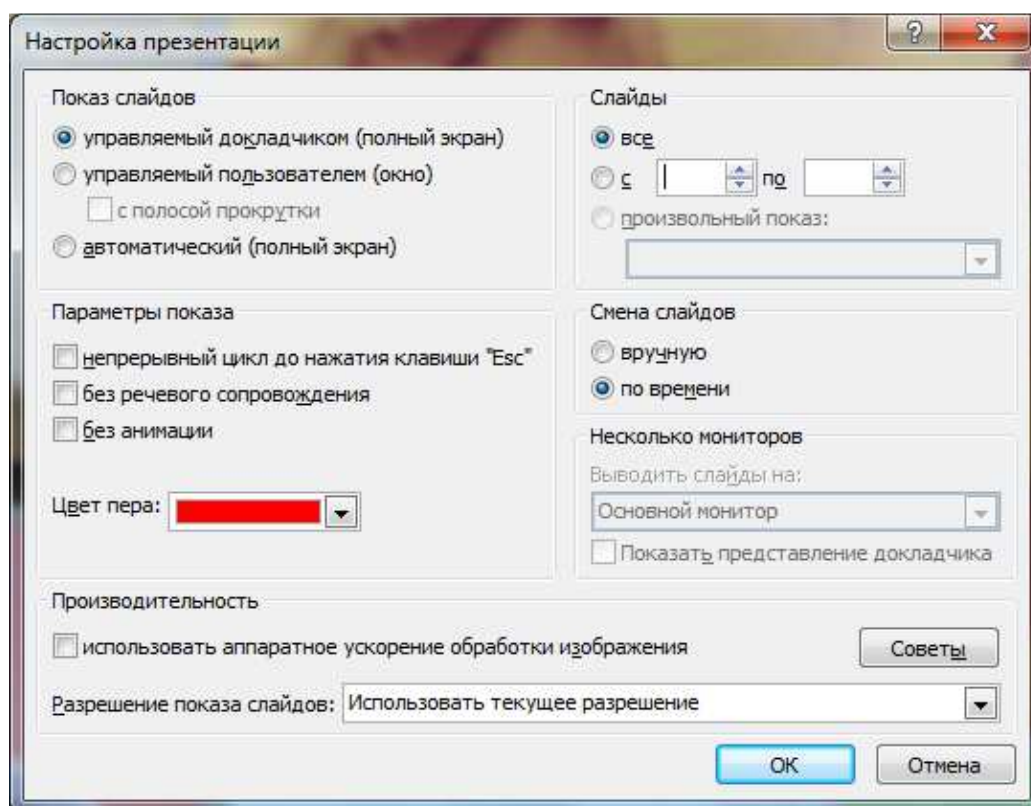 Настройка презентации
Показ слайдов
управляемый докладчиком (полный экран)
управляемый пользователем (окно)
с полосой прокрутки
автоматический (полный экран)
Слайды
все
с по
произвольный показ:
Параметры показа
непрерывный цикл до нажатия клавиши "Esc"
без речевого сопровождения
без анимации
Цвет пера:
Смена слайдов
вручную
по времени
Несколько мониторов
Выводить слайды на:
Основной монитор
Показать представление докладчика
Производительность
использовать аппаратное ускорение обработки изображения
Советы
Разрешение показа слайдов: Использовать текущее разрешение
ОК Отмена